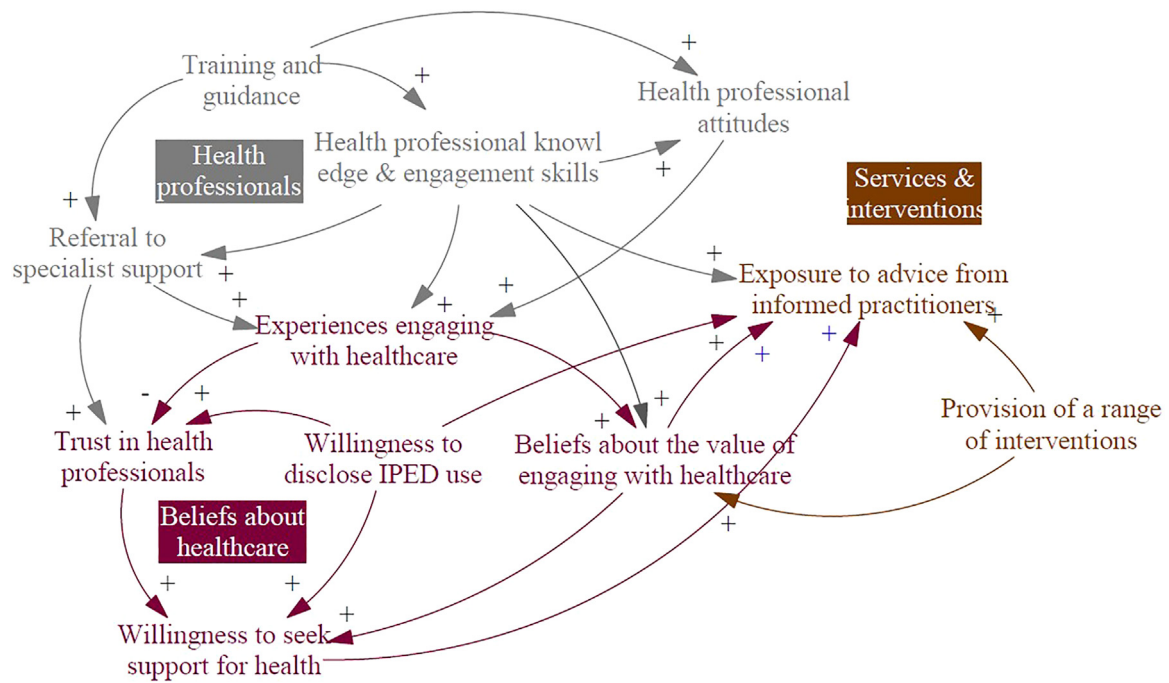 +
Training and
guidance
+
Health professional
attitudes
Health professional knowl
edge & engagement skills
+
Health
professionals
Services &
interventions
+
Referral to
specialist support
+
+
+
+
+
Exposure to advice from
informed practitioners
+
Experiences engaging
with healthcare
+
+
+
-
+
+
+
+
Trust in health
professionals
Willingness to
disclose IPED use
Beliefs about the value of
engaging with healthcare
Provision of a range
of interventions
+
Beliefs about
healthcare
+
+
+
Willingness to seek
support for health